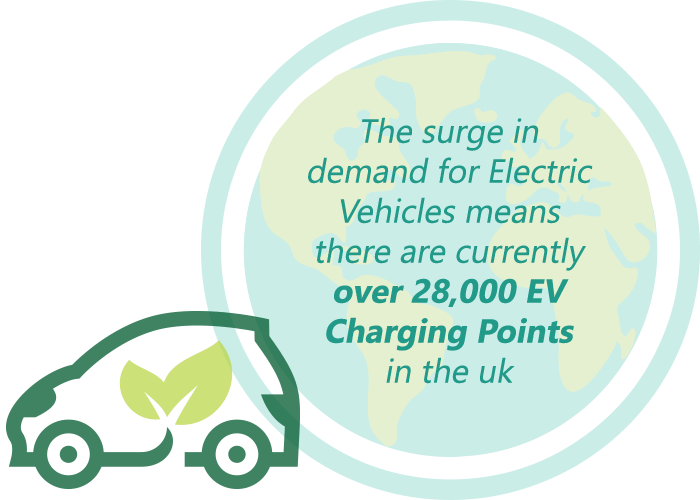 The surge in
demand for Electric
Vehicles means
there are currently
over 28,000 EV
Charging Points
in the uk